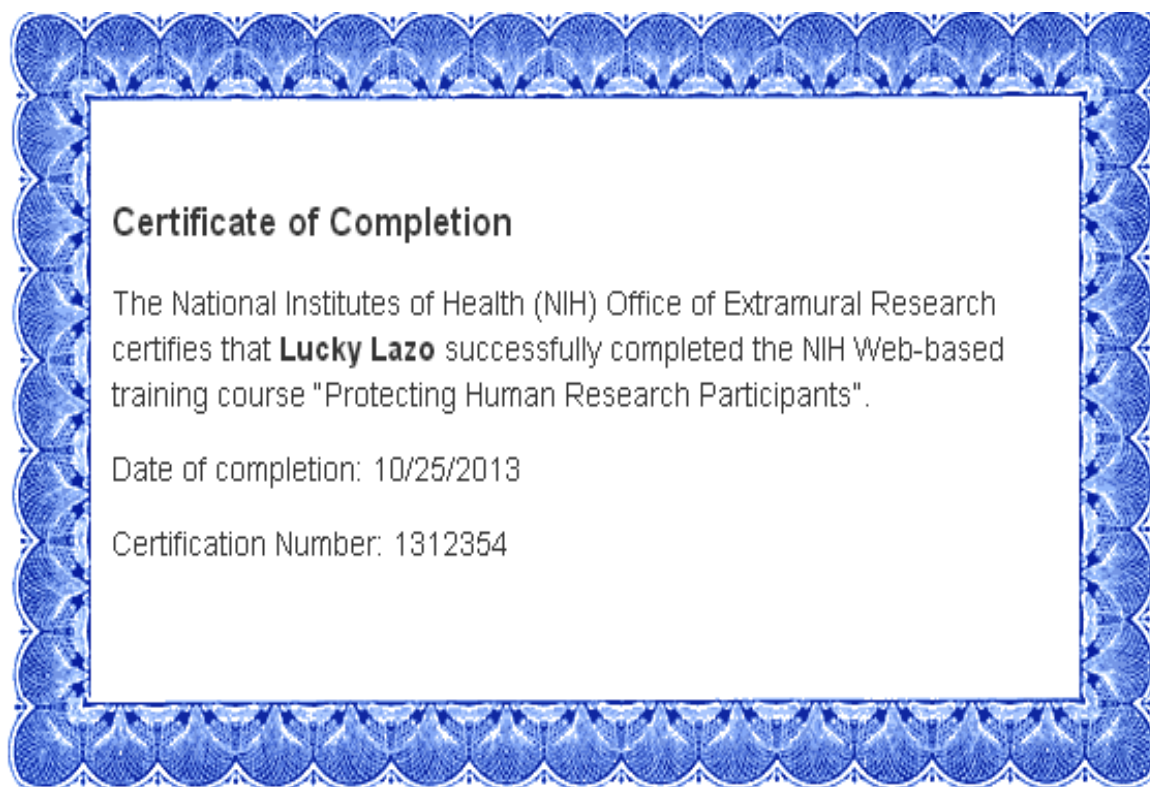 Certificate of Completion
The National Institutes of Health (NIH) Office of Extramural Research
certifies that Lucky Lazo successfully completed the NIH Web-based
training course "Protecting Human Research Participants".
Date of completion: 10/25/2013
Certification Number: 1312354